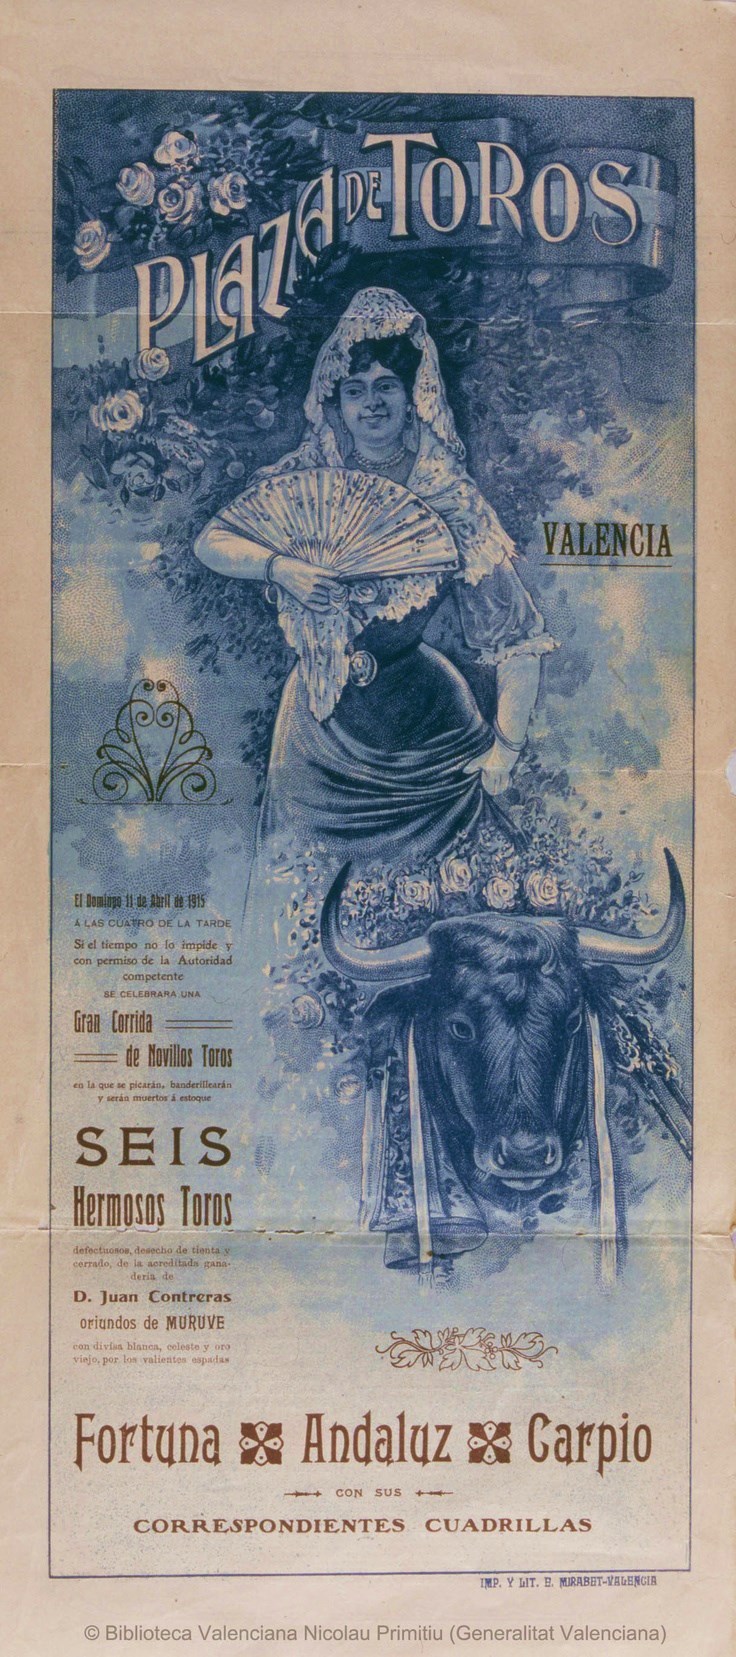 PLAZA DE TOROS
VALENCIA
El Domingo 11 de Abril de 1915
Á LAS CUATRO DE LA TARDE
Si el tiempo no lo impide y
con permiso de la Autoridad
competente
SE CELEBRARA UNA
Gran Corrida
de Novillos Toros
en la que se picarán, banderillearán
y serán muertos á estoque
SEIS
Hermosos Toros
defectuosos, desecho de tienta y
cerrado, de la acreditada gana-
dería de
D. Juan Contreras
oriundos de MURUVE
con divisa blanca, celeste y oro
viejo, por los valientes espadas
Fortuna Andaluz Carpio
CON SUS
CORRESPONDIENTES CUADRILLAS
IMP. Y LIT. E. MIRABET-VALENCIA
© Biblioteca Valenciana Nicolau Primitiu (Generalitat Valenciana)